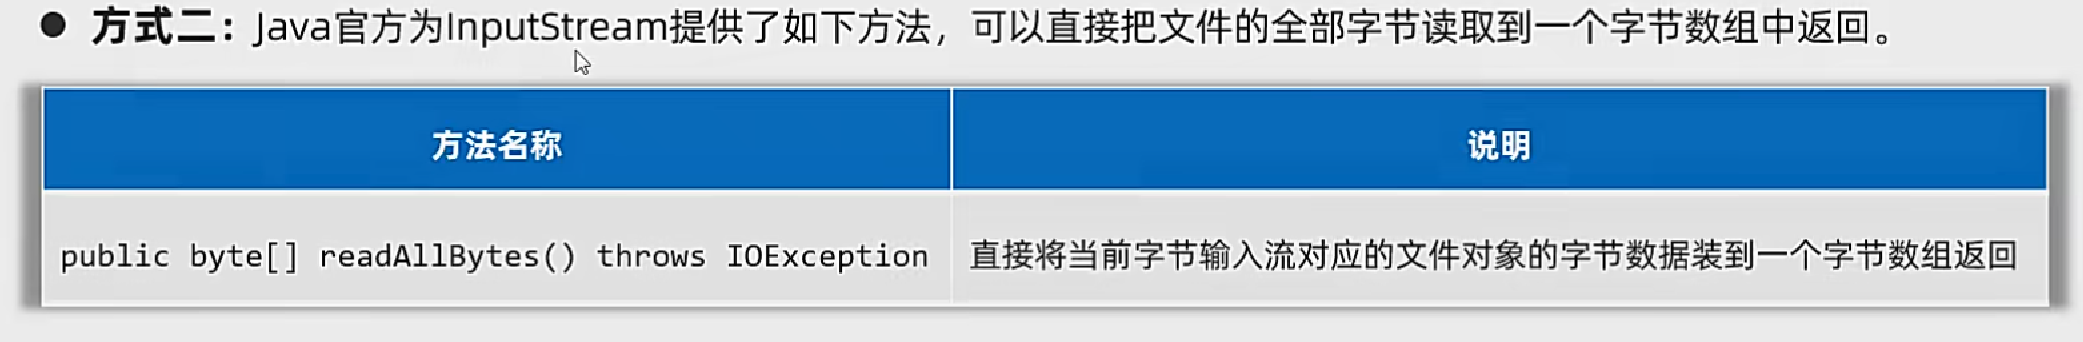 ● 方式二：Java官方为InputStream提供了如下方法，可以直接把文件的全部字节读取到一个字节数组中返回。
方法名称 说明
public byte[] readAllBytes() throws IOException 直接将当前字节输入流对应的文件对象的字节数据装到一个字节数组返回